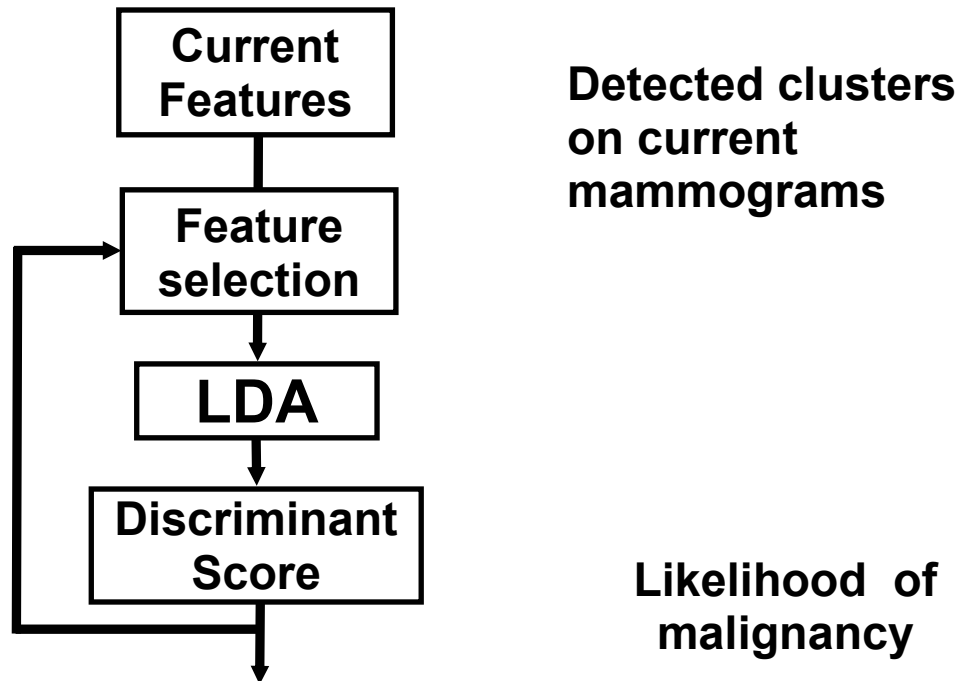 Current
Features
Detected clusters
on current
mammograms
Feature
selection
LDA
Discriminant
Score
Likelihood of
malignancy